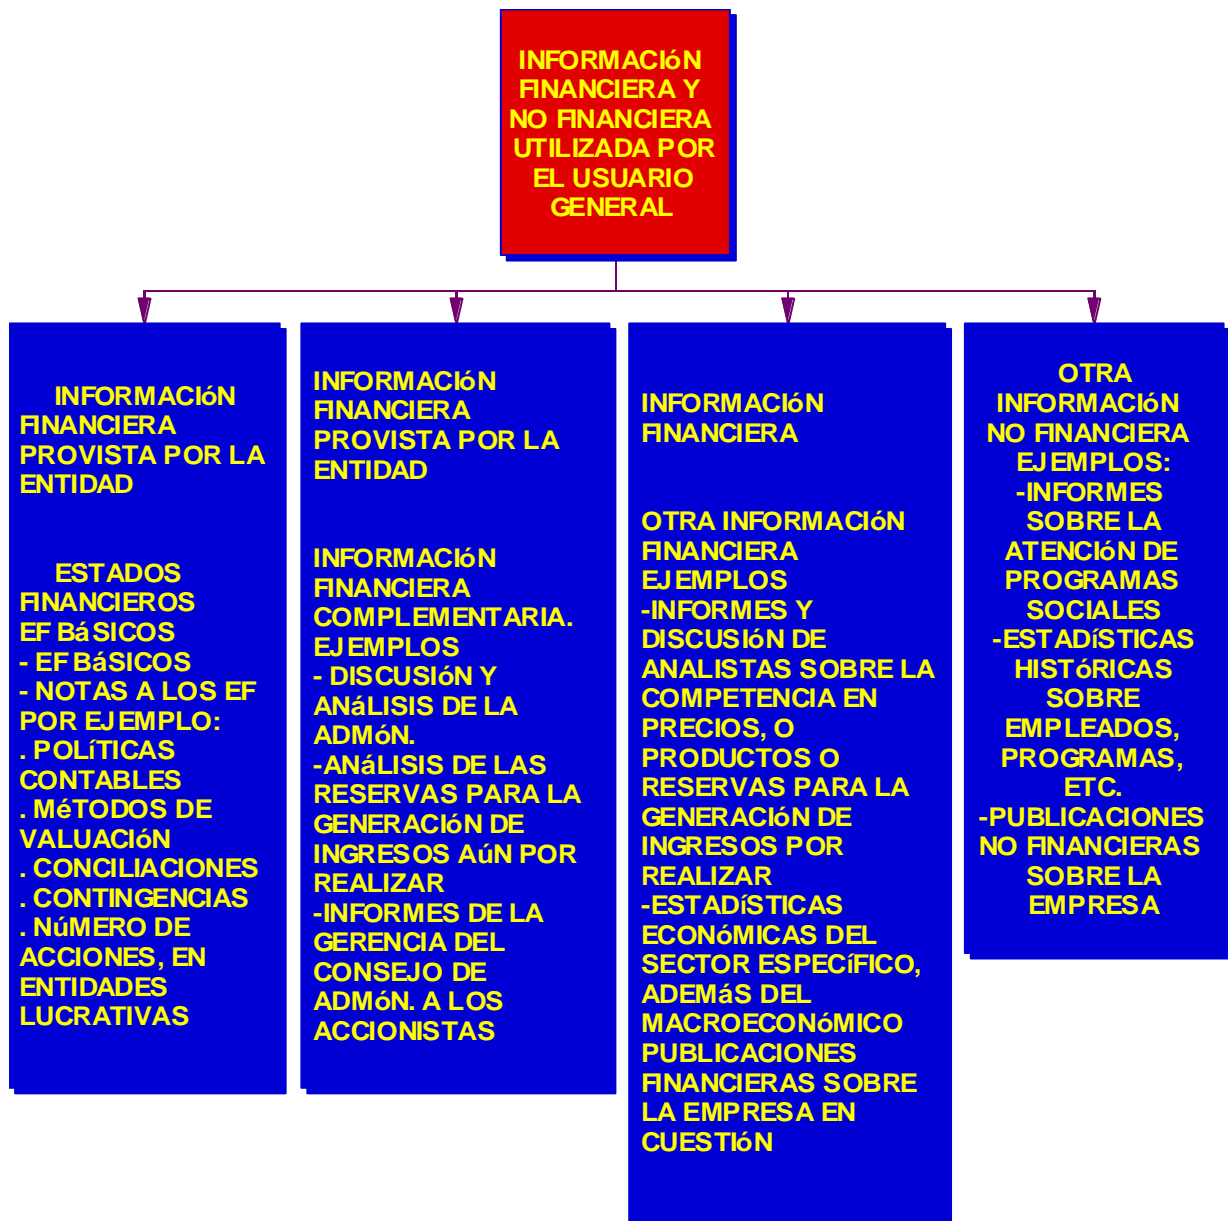 INFORMACIóN
FINANCIERA Y
NO FINANCIERA
UTILIZADA POR
EL USUARIO
GENERAL
INFORMACIóN
FINANCIERA
PROVISTA POR LA
ENTIDAD
ESTADOS
FINANCIEROS
EF BáSICOS
- EF BáSICOS
- NOTAS A LOS EF
POR EJEMPLO:
. POLíTICAS
CONTABLES
. MéTODOS DE
VALUACIóN
. CONCILIACIONES
. CONTINGENCIAS
. NúMERO DE
ACCIONES, EN
ENTIDADES
LUCRATIVAS
INFORMACIóN
FINANCIERA
PROVISTA POR LA
ENTIDAD
INFORMACIóN
FINANCIERA
COMPLEMENTARIA.
EJEMPLOS
- DISCUSIóN Y
ANáLISIS DE LA
ADMóN.
-ANáLISIS DE LAS
RESERVAS PARA LA
GENERACIóN DE
INGRESOS AúN POR
REALIZAR
-INFORMES DE LA
GERENCIA DEL
CONSEJO DE
ADMóN. A LOS
ACCIONISTAS
INFORMACIóN
FINANCIERA
OTRA INFORMACIóN
FINANCIERA
EJEMPLOS
-INFORMES Y
DISCUSIóN DE
ANALISTAS SOBRE LA
COMPETENCIA EN
PRECIOS, O
PRODUCTOS O
RESERVAS PARA LA
GENERACIóN DE
INGRESOS POR
REALIZAR
-ESTADíSTICAS
ECONóMICAS DEL
SECTOR ESPECíFICO,
ADEMáS DEL
MACROECONóMICO
PUBLICACIONES
FINANCIERAS SOBRE
LA EMPRESA EN
CUESTIóN
OTRA
INFORMACIóN
NO FINANCIERA
EJEMPLOS:
-INFORMES
SOBRE LA
ATENCIóN DE
PROGRAMAS
SOCIALES
-ESTADíSTICAS
HISTóRICAS
SOBRE
EMPLEADOS,
PROGRAMAS,
ETC.
-PUBLICACIONES
NO FINANCIERAS
SOBRE LA
EMPRESA